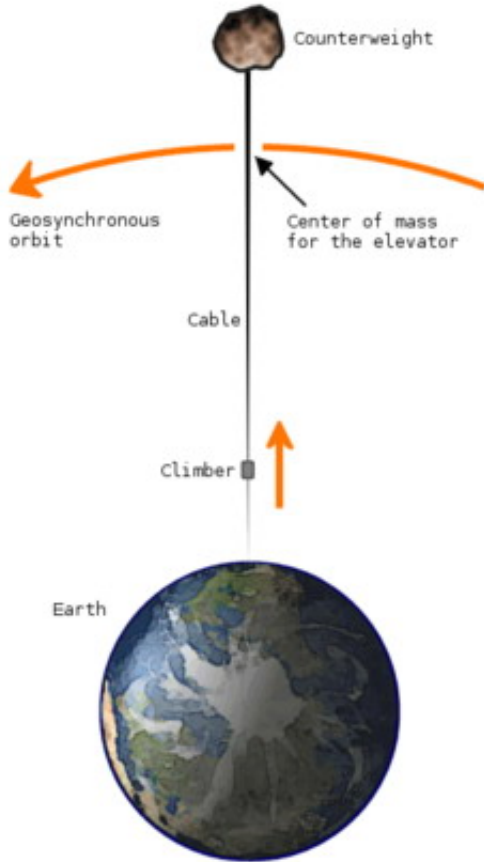 Counterweight
Geosynchronous
orbit
Center of mass
for the elevator
Cable
Climber
Earth